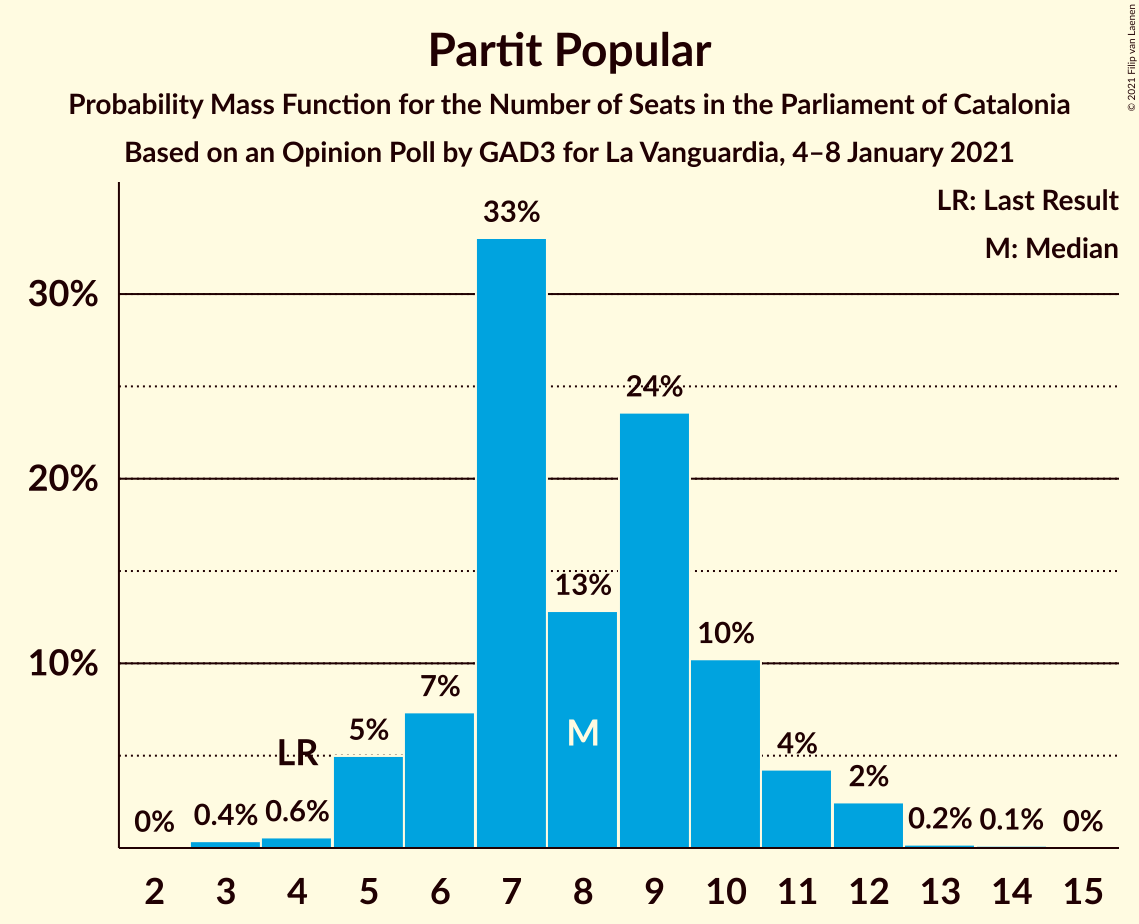 Partit Popular
Probability Mass Function for the Number of Seats in the Parliament of Catalonia
Based on an Opinion Poll by GAD3 for La Vanguardia, 4–8 January 2021
© 2021 Filip van Laenen
LR: Last Result
M: Median
30%
20%
10%
0%
0.4%
LR
0.6%
5%
7%
33%
13%
M
24%
10%
4%
2%
0.2%
0.1%
0%
2 3 4 5 6 7 8 9 10 11 12 13 14 15